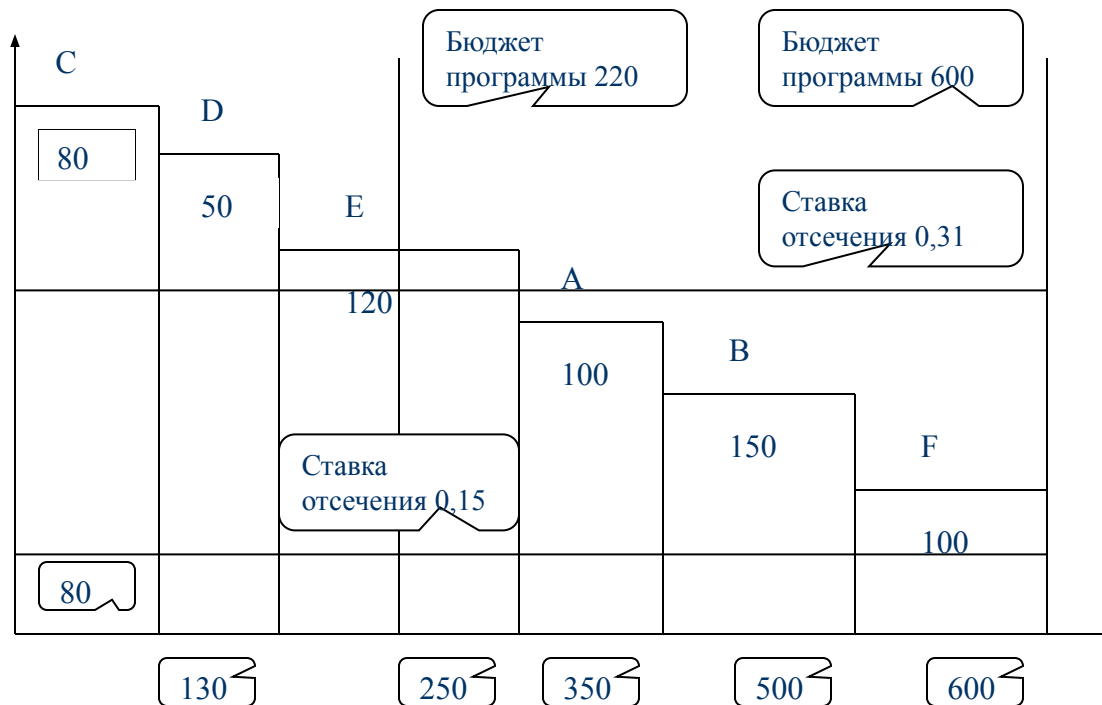 Бюджет
программы 220
Бюджет
программы 600
C
D
80
50
E
Ставка
отсечения 0,31
A
120
B
100
150
F
Ставка
отсечения 0,15
100
80
130
250
350
500
600